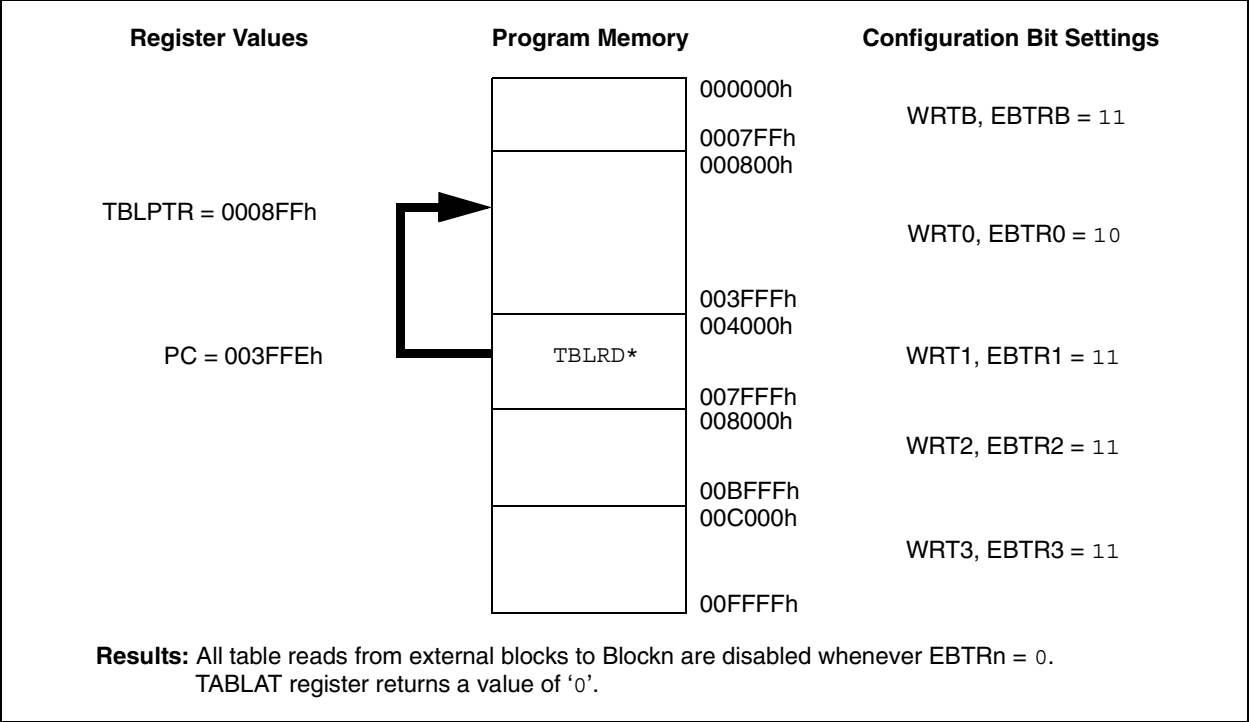 Register Values
Program Memory
Configuration Bit Settings
000000h
WRTB, EBTRB = 11
0007FFh
000800h
TBLPTR = 0008FFh
WRT0, EBTR0 = 10
003FFFh
004000h
PC = 003FFEh
TBLRD*
WRT1, EBTR1 = 11
007FFFh
008000h
WRT2, EBTR2 = 11
00BFFFh
00C000h
WRT3, EBTR3 = 11
00FFFFh
Results: All table reads from external blocks to Blockn are disabled whenever EBTRn = 0.
TABLAT register returns a value of ‘0’.